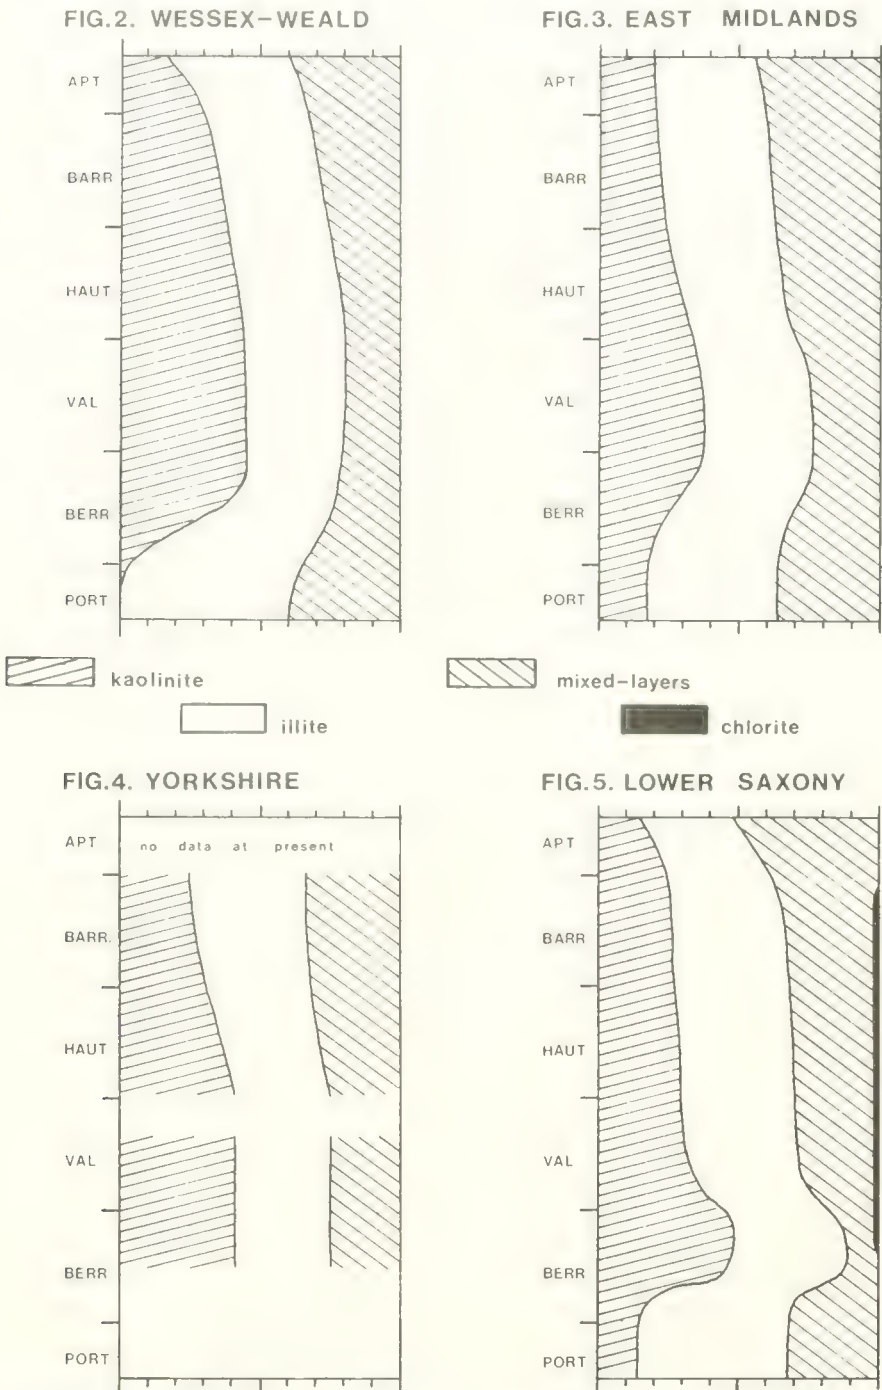 FIG.2. WESSEX-WEALD
APT
BARR
HAUT
VAL
BERR
PORT
FIG.3. EAST MIDLANDS
APT
BARR
HAUT
VAL
BERR
PORT
kaolinite
mixed-layers
illite
chlorite
FIG.4. YORKSHIRE
APT
no data at present
BARR.
HAUT
VAL
BERR
PORT
FIG.5. LOWER SAXONY
APT
BARR
HAUT
VAL
BERR
PORT